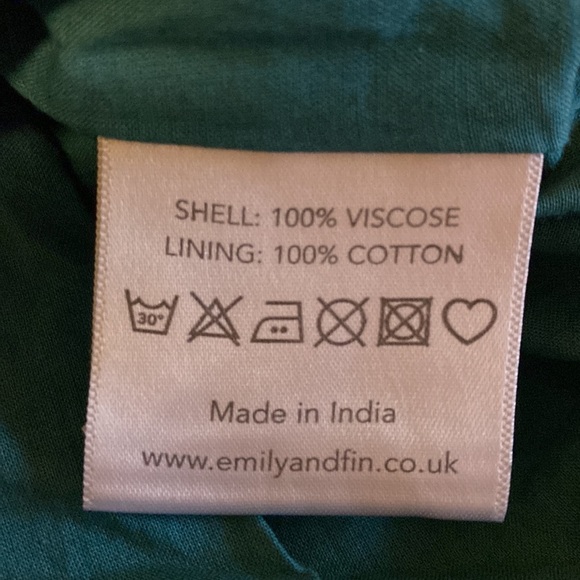 SHELL: 100% VISCOSE
LINING: 100% COTTON
30°
Made in India
www.emilyandfin.co.uk